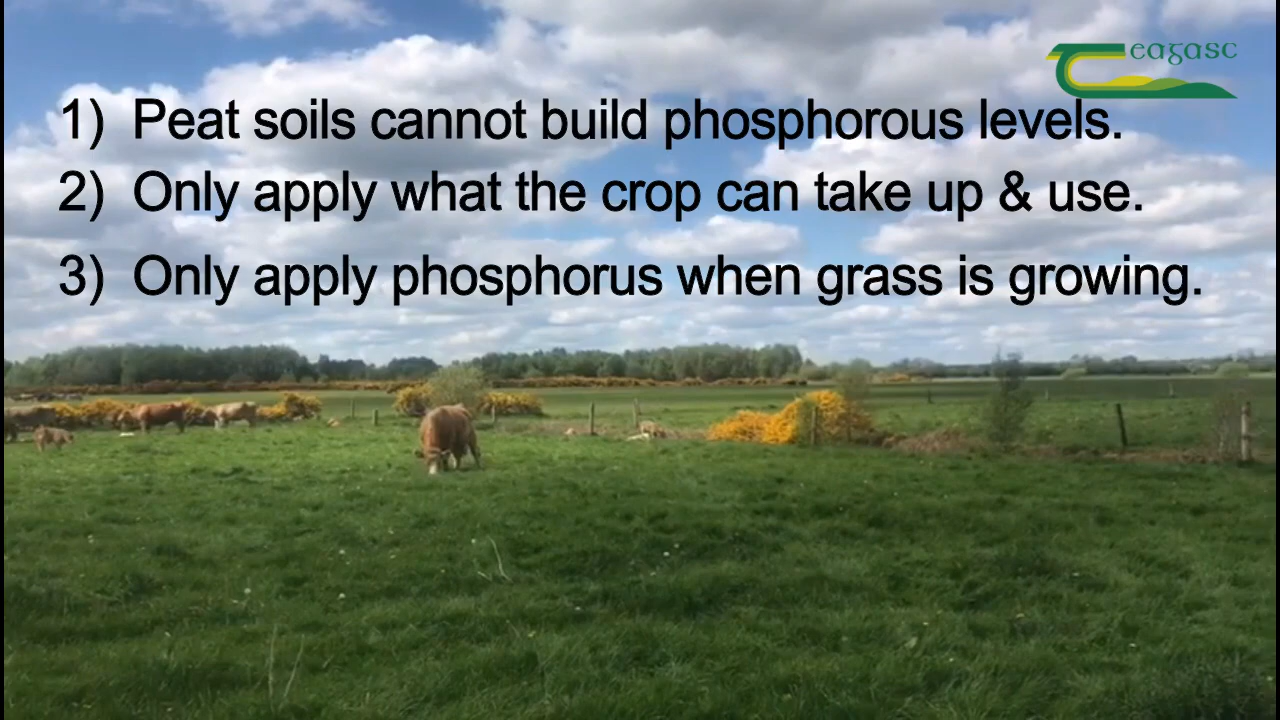 Teagasc
1) Peat soils cannot build phosphorous levels.
2) Only apply what the crop can take up & use.
3) Only apply phosphorus when grass is growing.